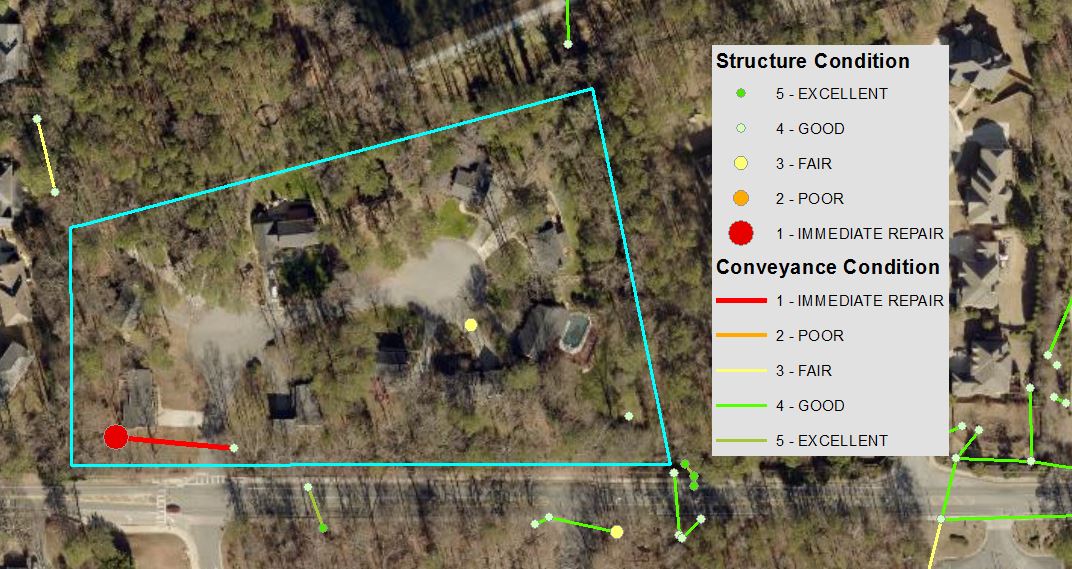 Structure Condition
5 - EXCELLENT
4 - GOOD
3 - FAIR
2 - POOR
1 - IMMEDIATE REPAIR
Conveyance Condition
1 - IMMEDIATE REPAIR
2 - POOR
3 - FAIR
4 - GOOD
5 - EXCELLENT